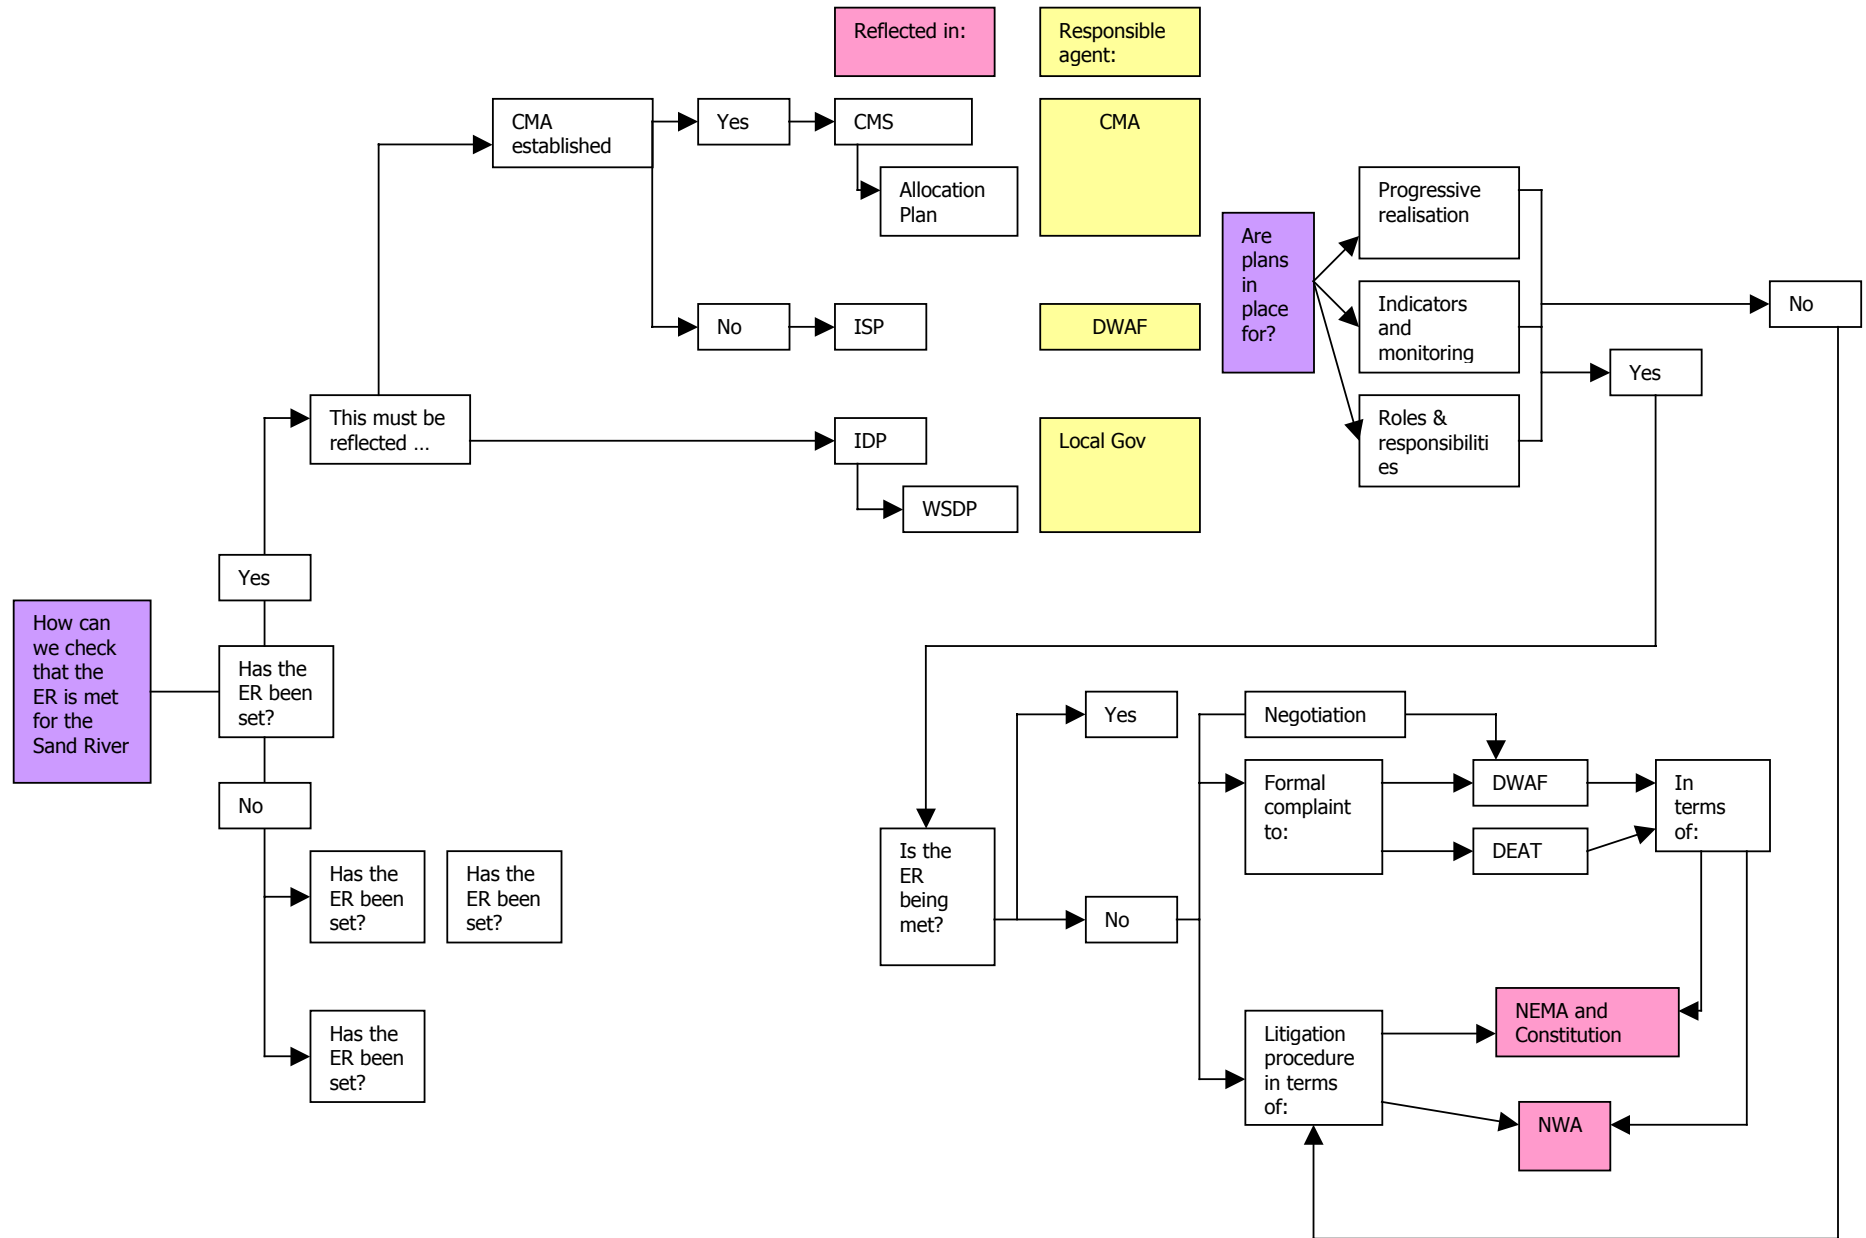 Reflected in:
Responsible
agent:
CMA
established
Yes
CMS
CMA
Allocation
Plan
No
ISP
DWAF
This must be
reflected ...
IDP
Local Gov
WSDP
Are
plans
in
place
for?
Progressive
realisation
Indicators
and
monitoring
Roles &
responsibiliti
es
No
Yes
Yes
How can
we check
that the
ER is met
for the
Sand River
Has the
ER been
set?
No
Has the
ER been
set?
Has the
ER been
set?
Has the
ER been
set?
Is the
ER
being
met?
Yes
No
Negotiation
Formal
complaint
to:
DWAF
DEAT
In
terms
of:
Litigation
procedure
in terms
of:
NEMA and
Constitution
NWA